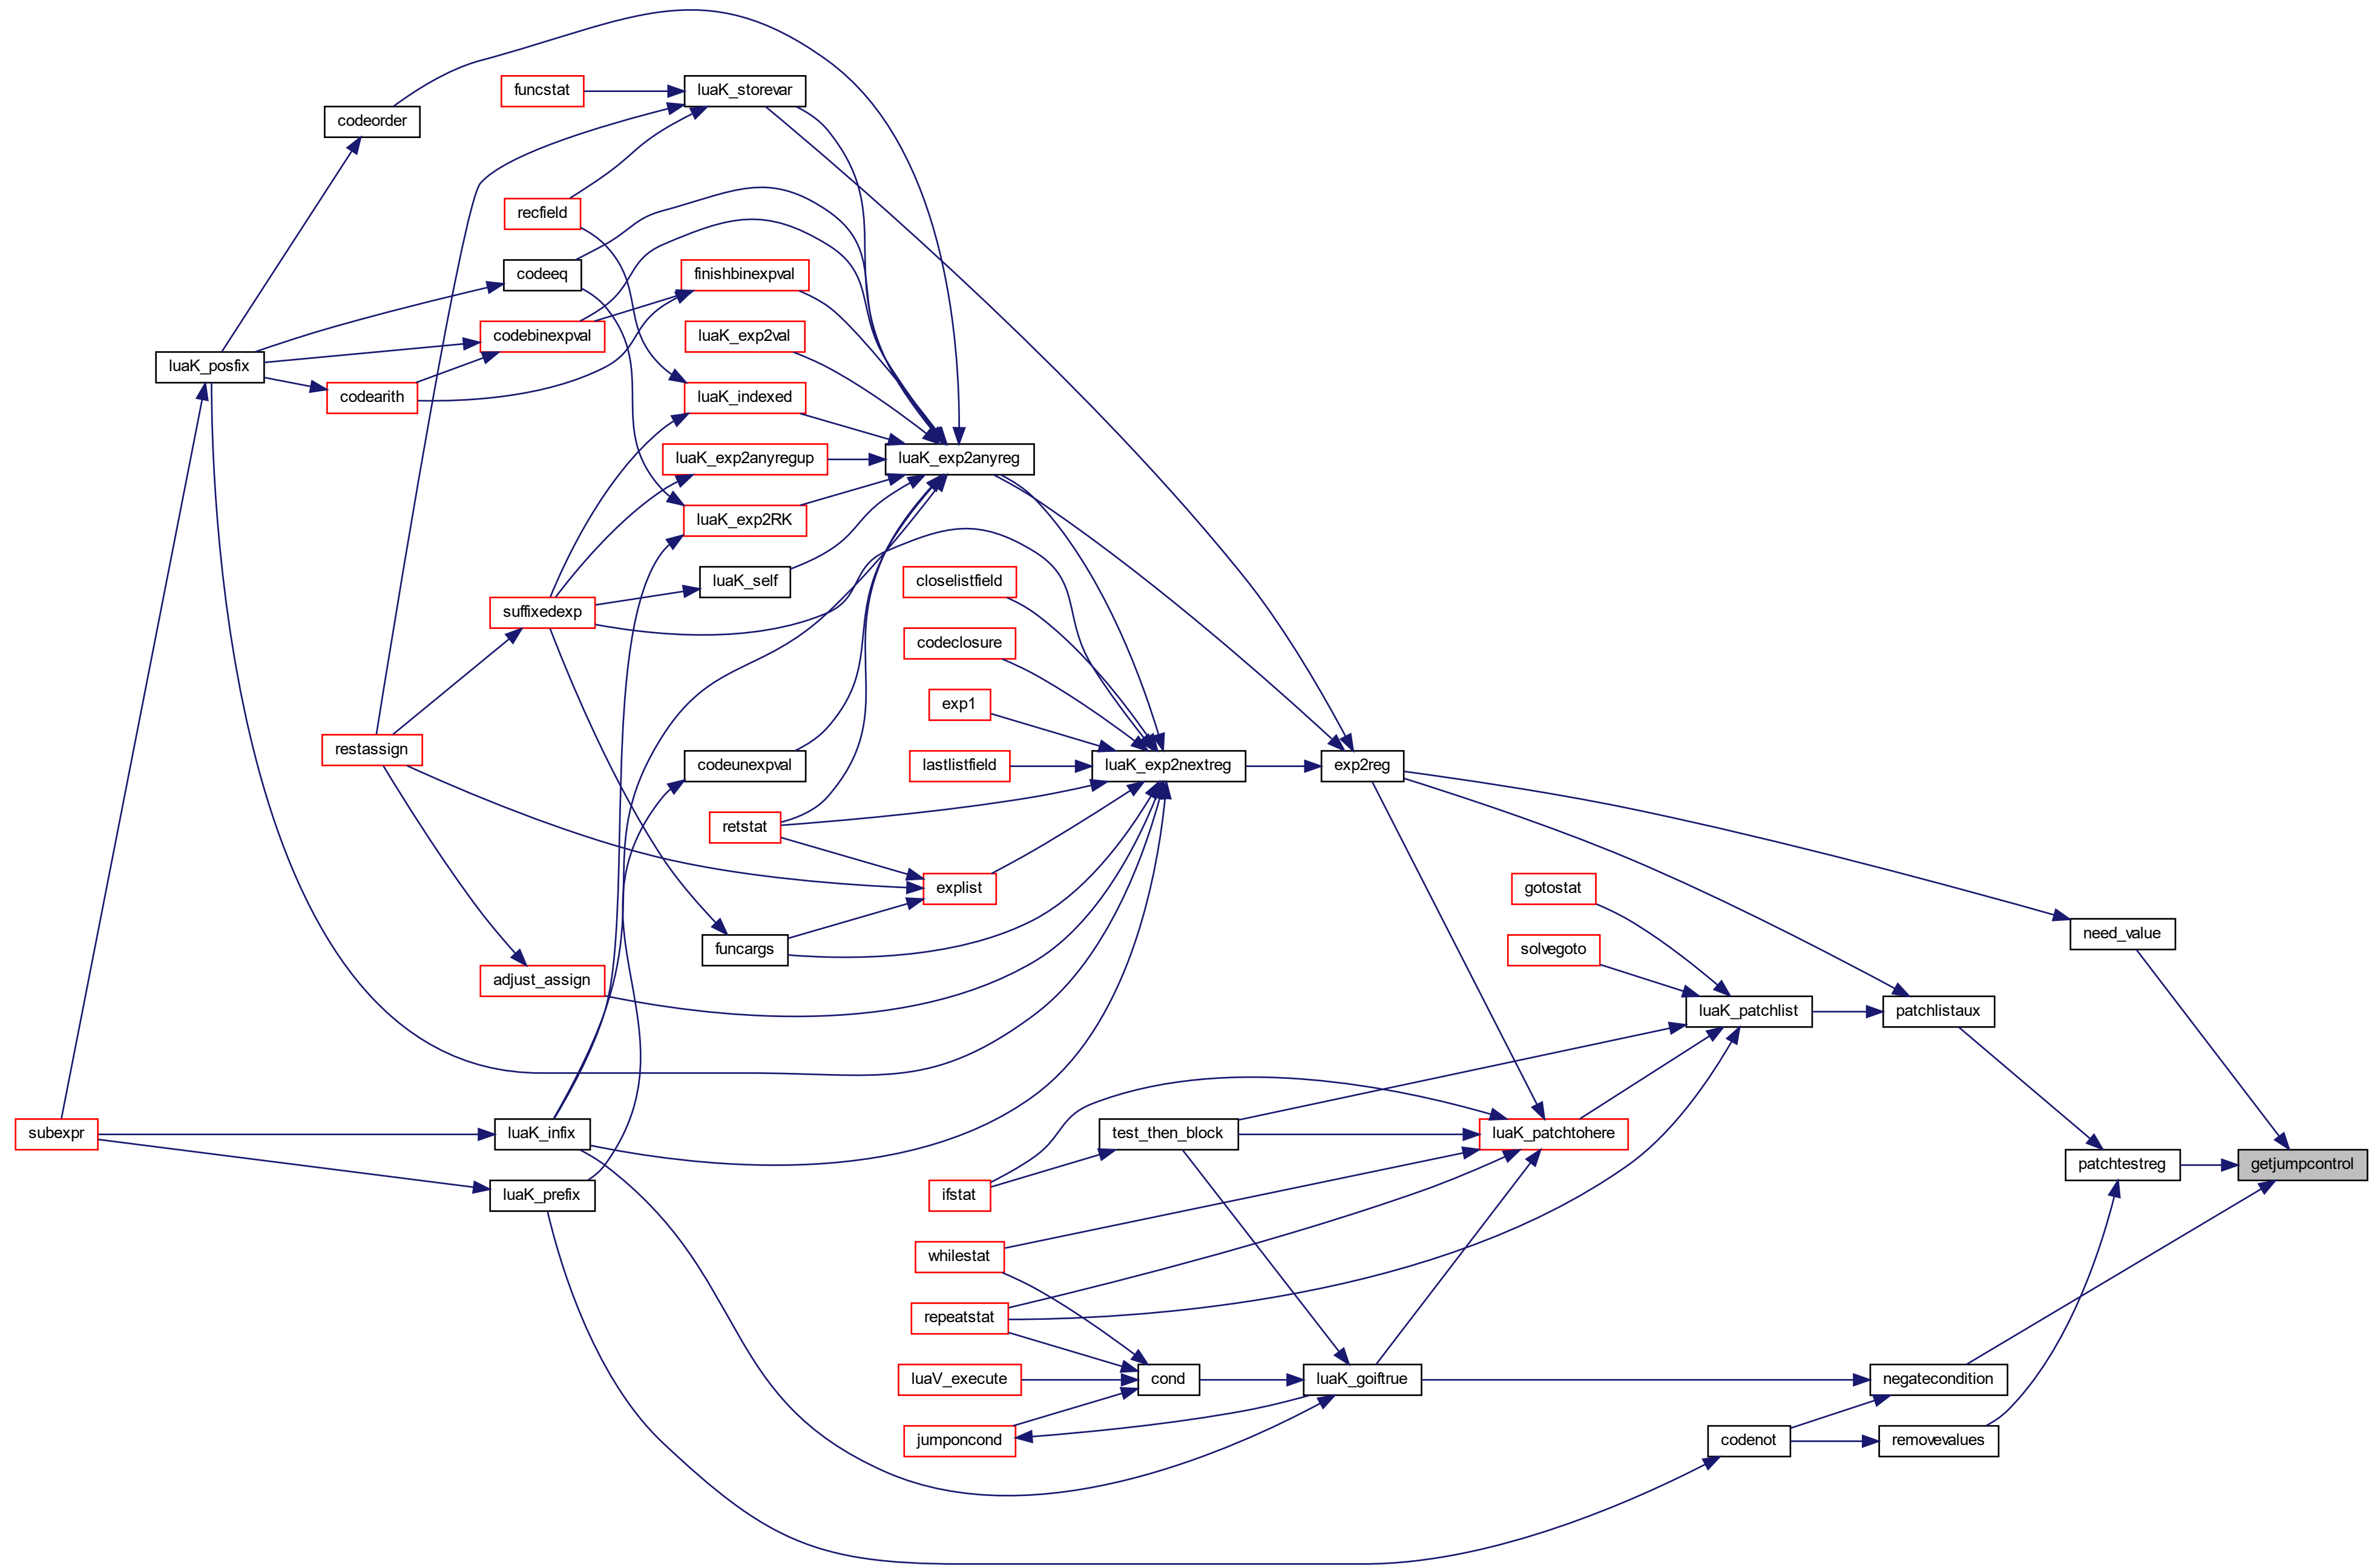 luaK_storevar
funcstat
codeorder
recfield
codeeq
finishbinexpval
codebinexpval
luaK_exp2val
luaK_posfix
codearith
luaK_indexed
luaK_exp2anyregup
luaK_exp2anyreg
luaK_exp2RK
luaK_self
closelistfield
suffixedexp
codeclosure
exp1
restassign
codeunexpval
lastlistfield
luaK_exp2nextreg
exp2reg
retstat
explist
gotostat
funcargs
need_value
solvegoto
adjust_assign
luaK_patchlist
patchlistaux
subexpr
luaK_infix
test_then_block
luaK_patchtohere
patchtestreg
getjumpcontrol
luaK_prefix
ifstat
whilestat
repeatstat
luaV_execute
cond
luaK_goiftrue
negatecondition
jumponcond
codenot
removevalues